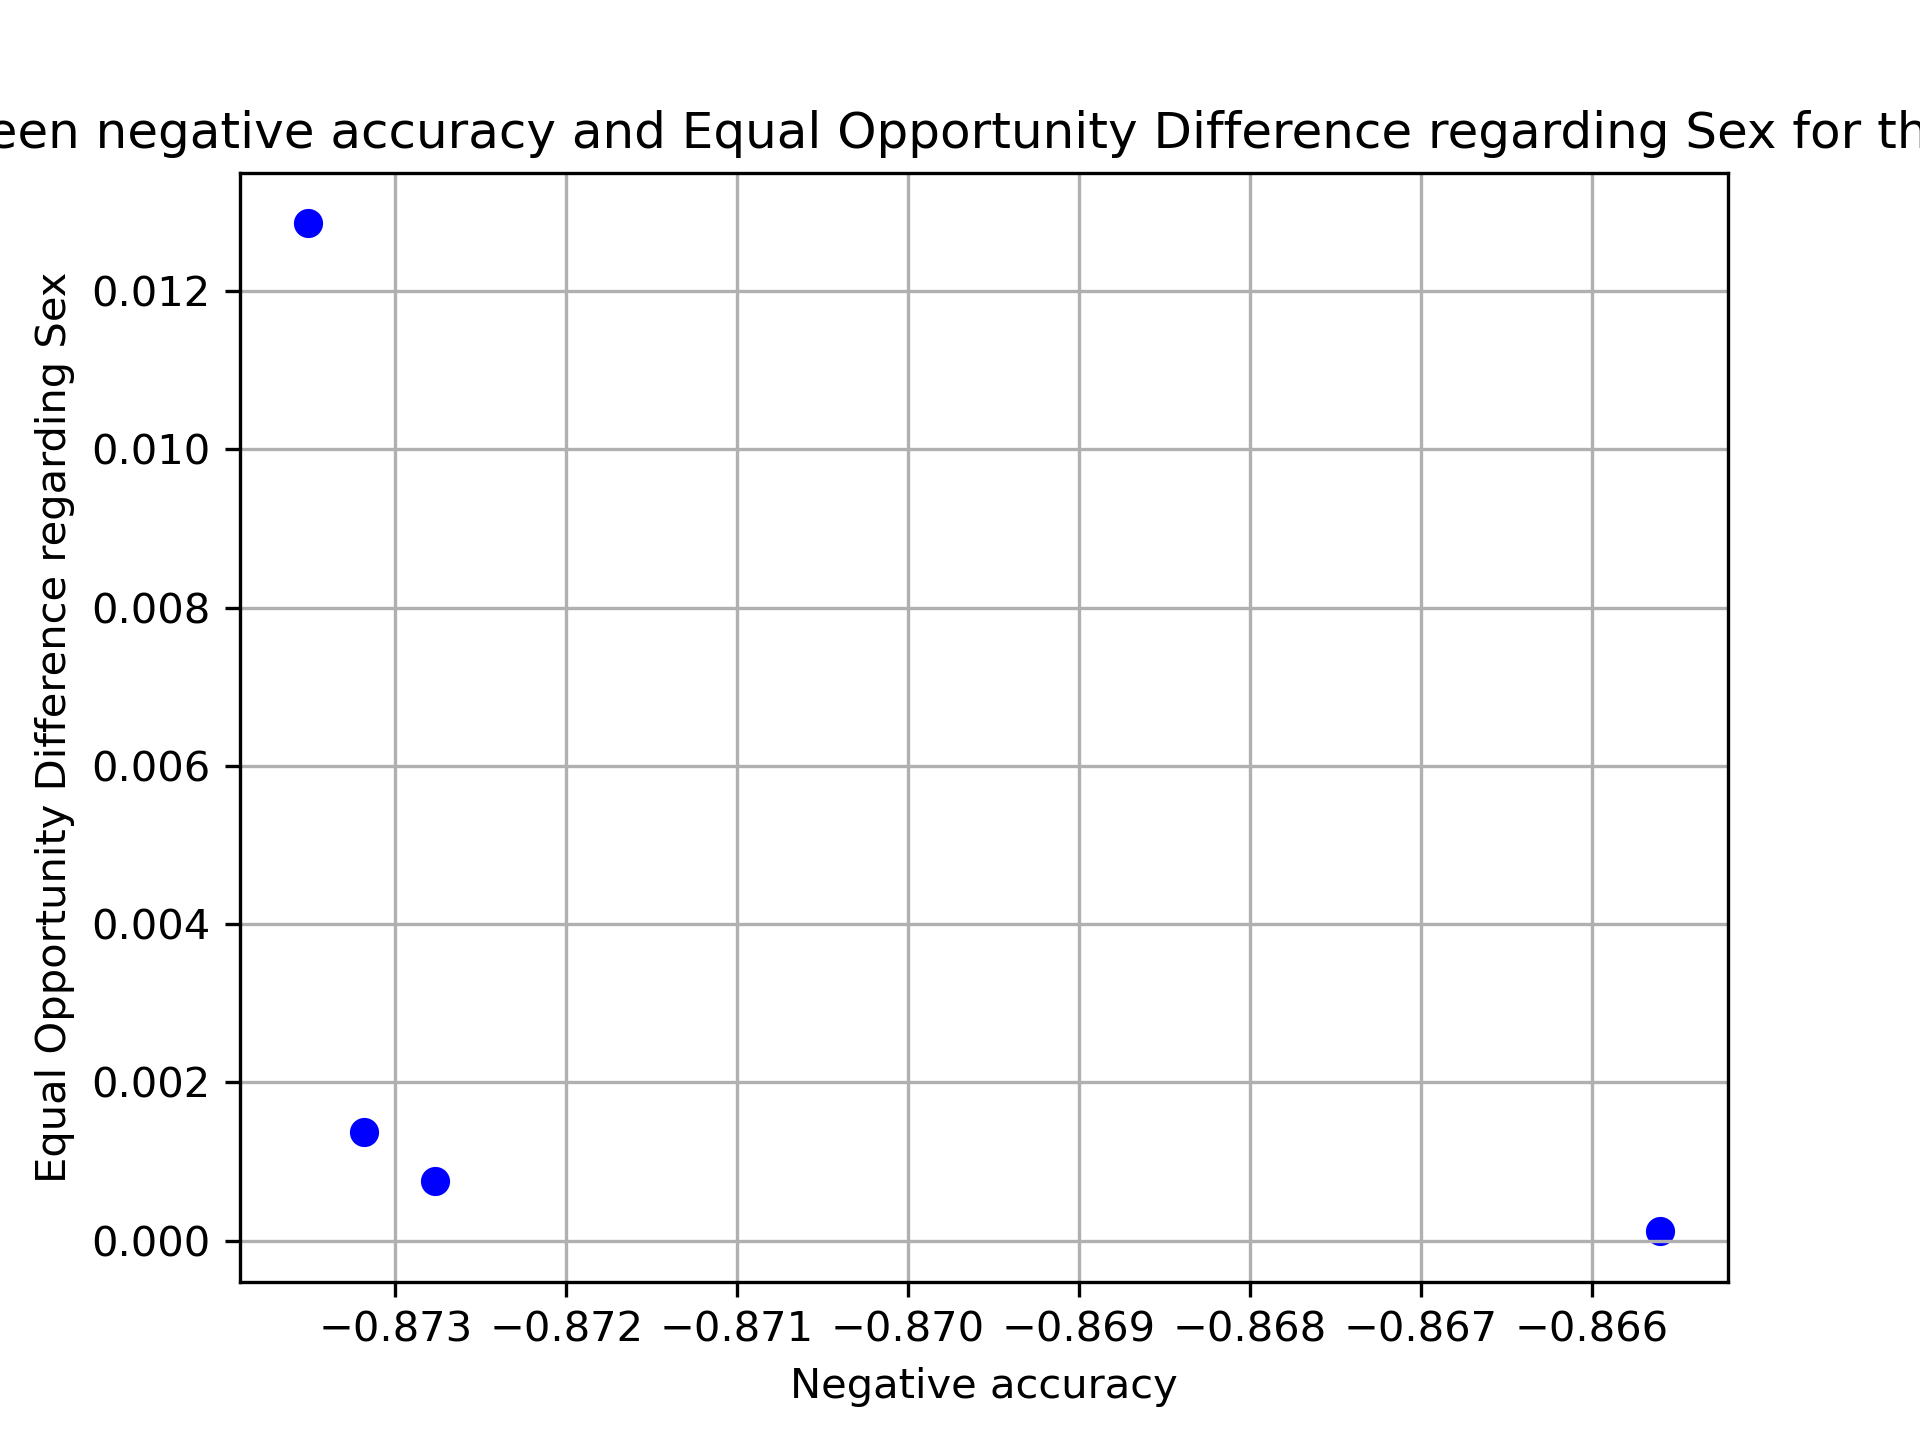 negative accuracy and Equal Opportunity Difference regarding Sex for
Equal Opportunity Difference regarding Sex
0.012
0.010
0.008
0.006
0.004
0.002
0.000
−0.873 −0.872 −0.871 −0.870 −0.869 −0.868 −0.867 −0.866
Negative accuracy